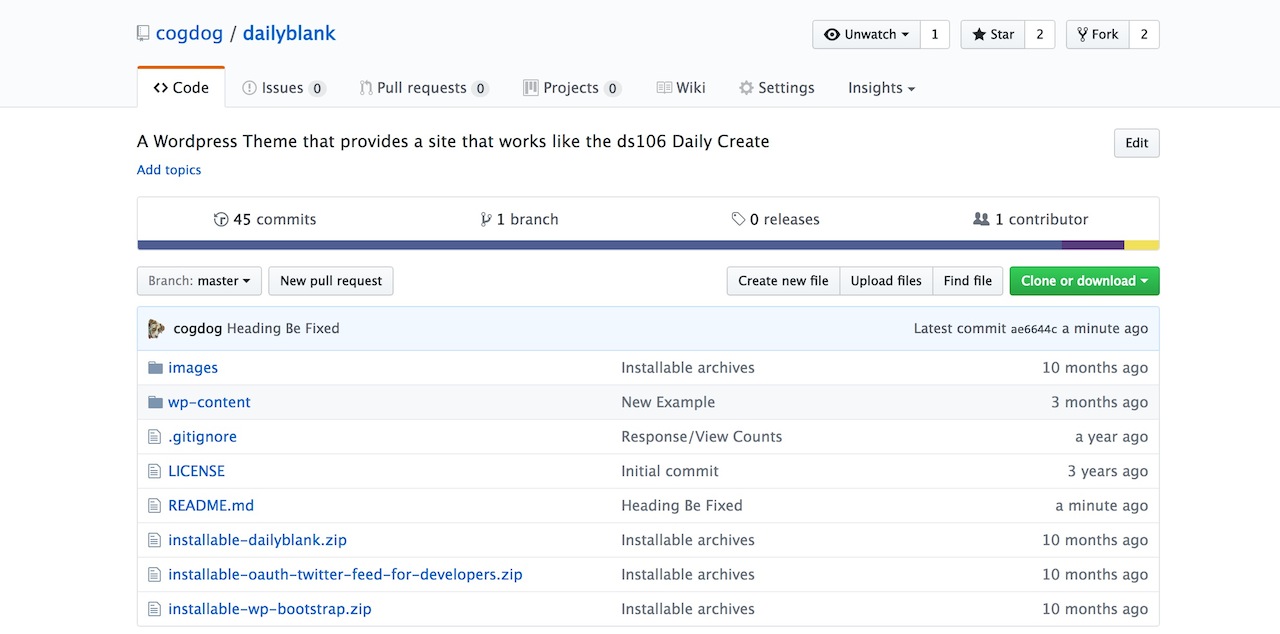 cogdog / dailyblank Unwatch 1 Star 2 Fork 2
Code Issues 0 Pull requests 0 Projects 0 Wiki Settings Insights
A Wordpress Theme that provides a site that works like the ds106 Daily Create Edit
Add topics
45 commits 1 branch 0 releases 1 contributor
Branch: master New pull request Create new file Upload files Find file Clone or download
cogdog Heading Be Fixed Latest commit ae6644c a minute ago
images Installable archives 10 months ago
wp-content New Example 3 months ago
.gitignore Response/View Counts a year ago
LICENSE Initial commit 3 years ago
README.md Heading Be Fixed a minute ago
installable-dailyblank.zip Installable archives 10 months ago
installable-oauth-twitter-feed-for-developers.zip Installable archives 10 months ago
installable-wp-bootstrap.zip Installable archives 10 months ago